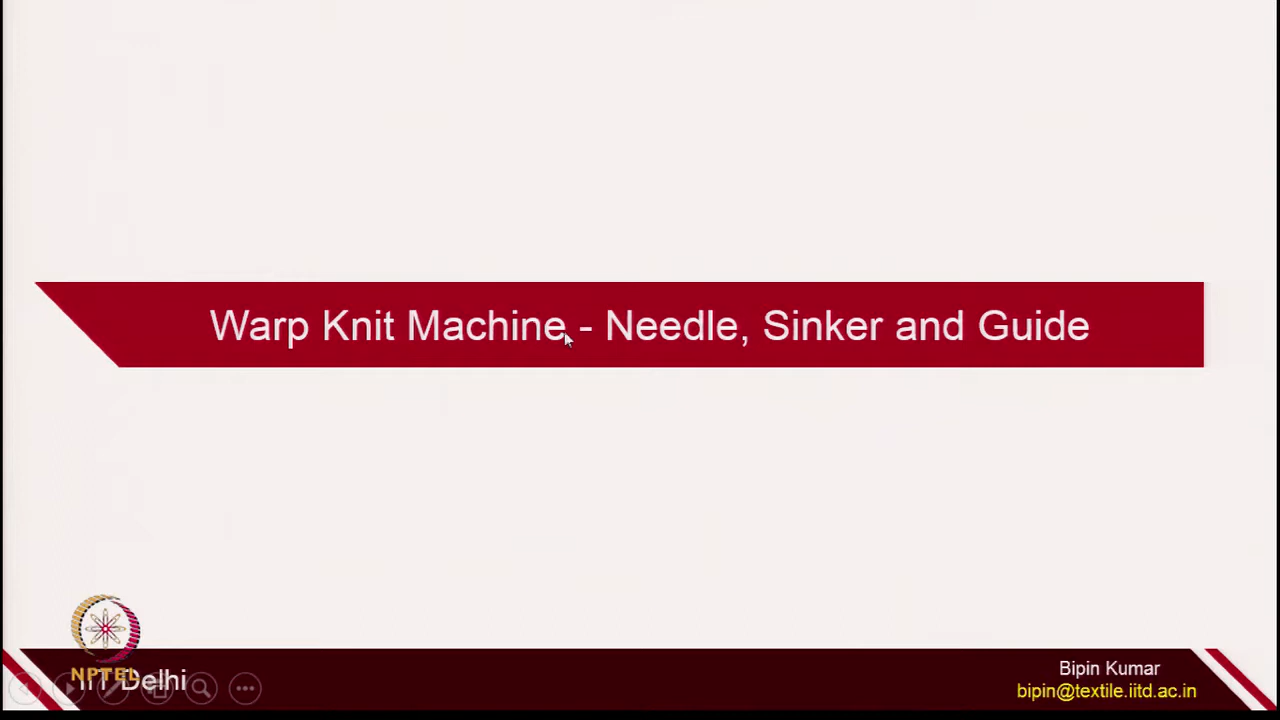 Warp Knit Machine - Needle, Sinker and Guide
NPTEL
IIT Delhi
Bipin Kumar
bipin@textile.iitd.ac.in